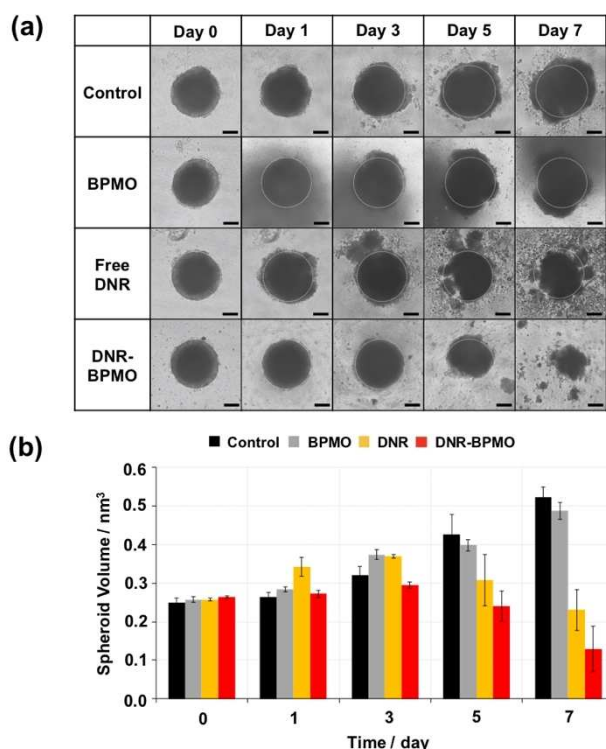 (a)
Day 0 Day 1 Day 3 Day 5 Day 7
Control
BPMO
Free
DNR
DNR-
BPMO
(b)
Control BPMO DNR DNR-BPMO
Spheroid Volume / nm³
0.6
0.5
0.4
0.3
0.2
0.1
0.0
0 1 3 5 7
Time / day